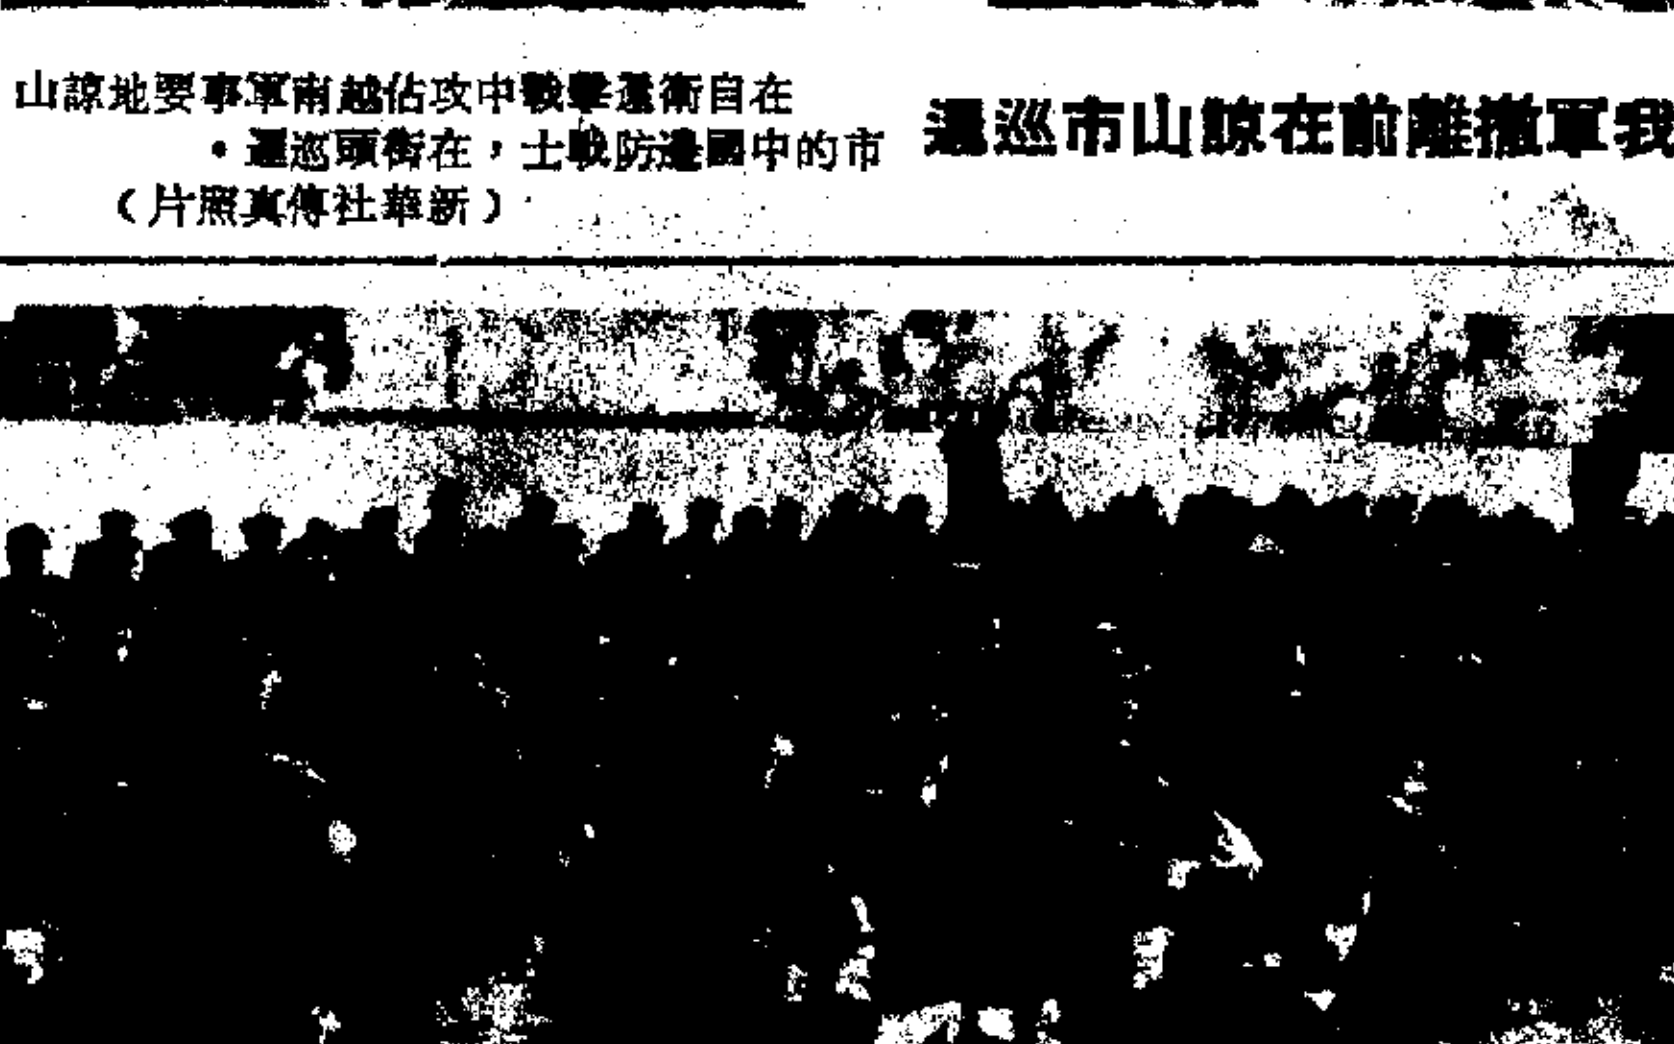 我軍撤離前在諒山市巡邏
在自衛還擊戰中攻佔越南軍事要地諒山
市的中國邊防戰士，在街頭巡邏。
（新華社傳真照片）